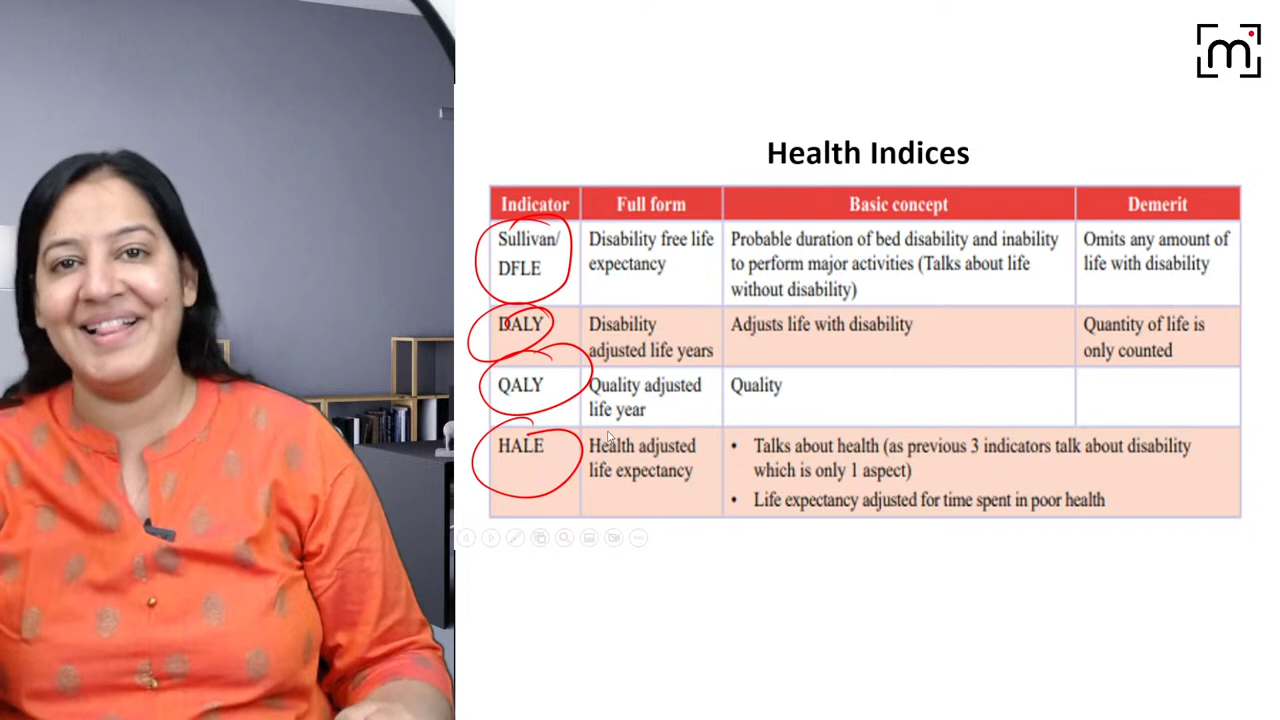 m
Health Indices
Indicator Full form Basic concept Demerit
Sullivan/
DFLE
Disability free life
expectancy
Probable duration of bed disability and inability
to perform major activities (Talks about life
without disability)
Omits any amount of
life with disability
DALY
Disability
adjusted life years
Adjusts life with disability
Quantity of life is
only counted
QALY
Quality adjusted
life year
Quality
HALE
Health adjusted
life expectancy
• Talks about health (as previous 3 indicators talk about disability
which is only 1 aspect)
• Life expectancy adjusted for time spent in poor health